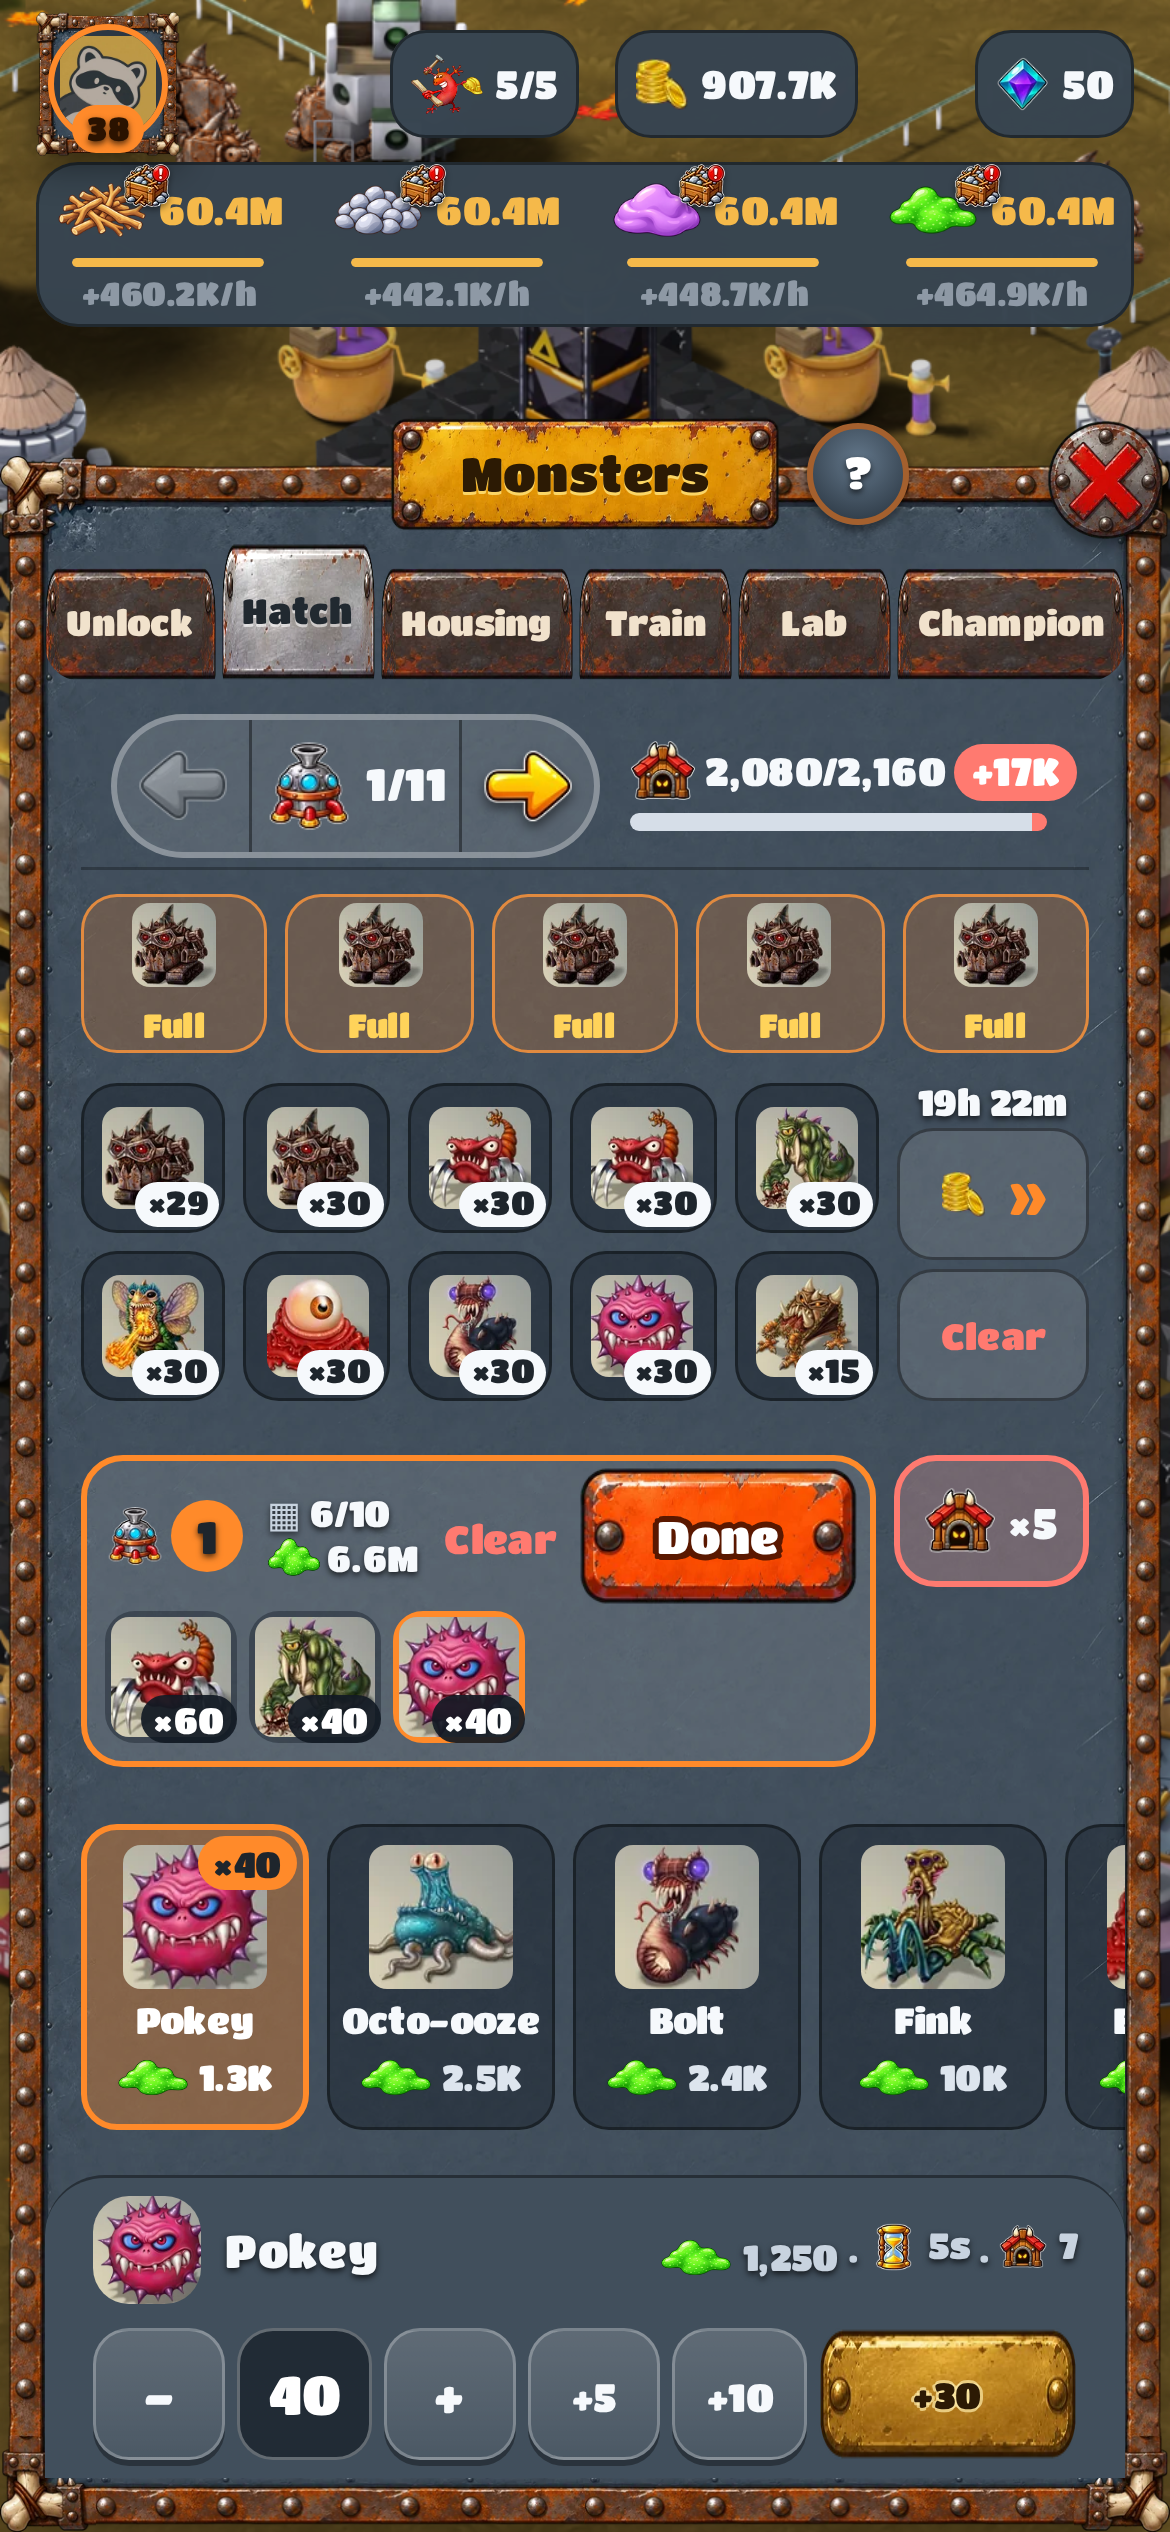 38
5/5
907.7K
50
60.4M
60.4M
60.4M
60.4M
+460.2K/h
+442.1K/h
+448.7K/h
+464.9K/h
Monsters
?
Unlock
Hatch
Housing
Train
Lab
Champion
1/11
2,080/2,160
+17K
Full
Full
Full
Full
Full
×29
×30
×30
×30
×30
19h 22m
×30
×30
×30
×30
×15
Clear
1
6/10
6.6M
Clear
Done
×5
×60
×40
×40
×40
Pokey
1.3K
Octo-ooze
2.5K
Bolt
2.4K
Fink
10K
Pokey
1,250 · 5s · 7
-
40
+
+5
+10
+30